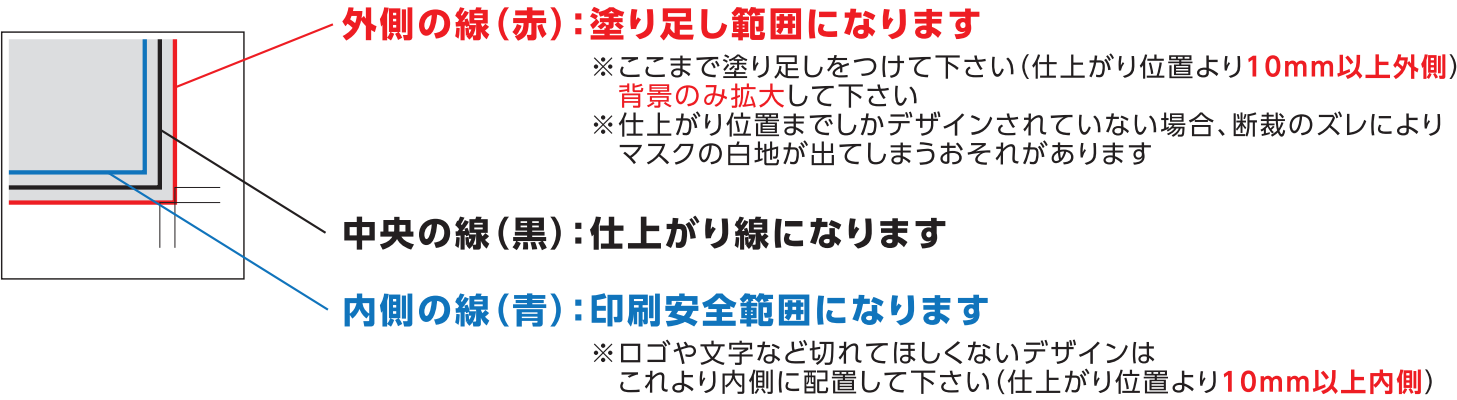 外側の線(赤):塗り足し範囲になります
※ここまで塗り足しをつけて下さい(仕上がり位置より10mm以上外側)
背景のみ拡大して下さい
※仕上がり位置までしかデザインされていない場合、断裁のズレにより
マスクの白地が出てしまうおそれがあります
中央の線(黒):仕上がり線になります
内側の線(青):印刷安全範囲になります
※ロゴや文字など切れてほしくないデザインは
これより内側に配置して下さい(仕上がり位置より10mm以上内側)